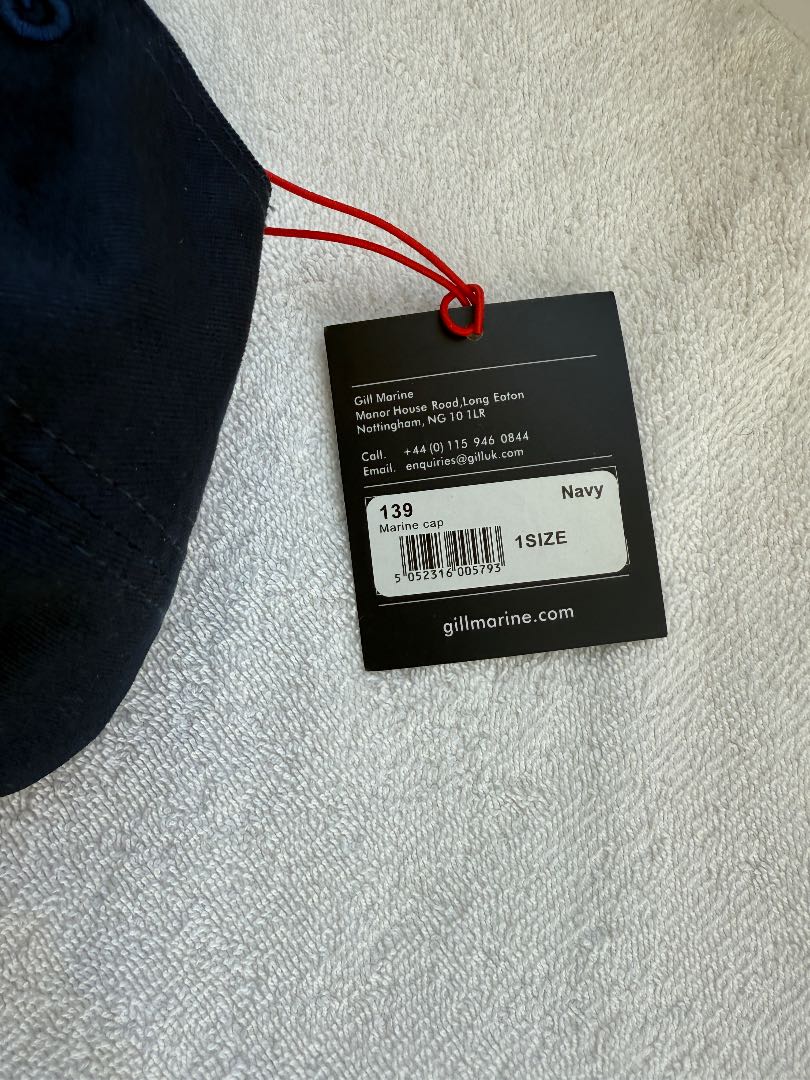 Gill Marine
Manor House Road,Long Eaton
Nottingham, NG 10 1LR
Call. +44 (0) 115 946 0844
Email. enquiries@gilluk.com
139 Navy
Marine cap
1SIZE
5 052316 005793
gillmarine.com